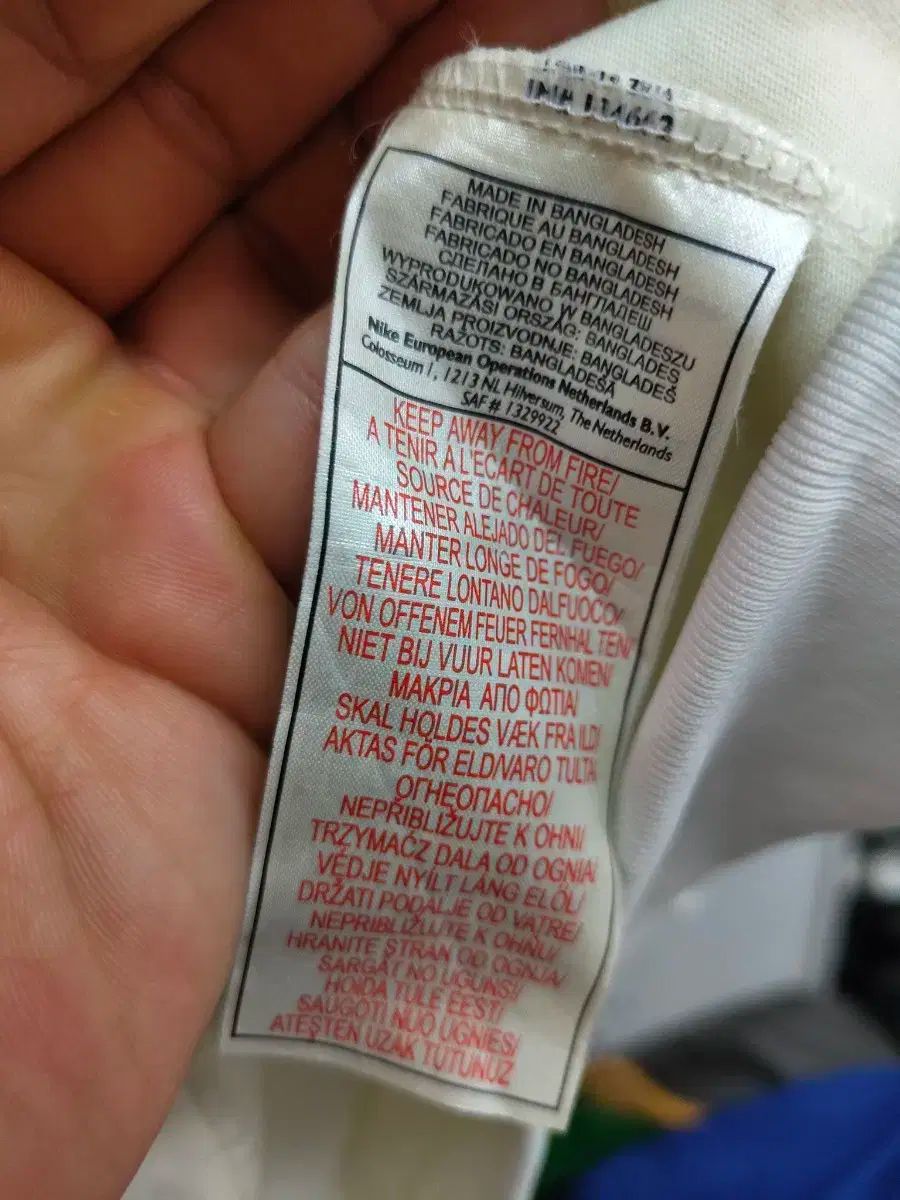 MADE IN BANGLADESH
FABRIQUE AU BANGLADESH
FABRICADO EN BANGLADESH
FABRICADO NO BANGLADESH
СДЕЛАНО В БАНГЛАДЕШ
WYPRODUKOWANO W BANGLADESZU
SZÁRMAZÁSI ORSZÁG: BANGLADES
ZEMLJA PROIZVODNJE: BANGLADEŠ
RAŽOTS: BANGLADEŠA
Nike European Operations Netherlands B.V.
Colosseum 1, 1213 NL Hilversum, The Netherlands
SAF # 1329922
KEEP AWAY FROM FIRE/
A TENIR A L'ECART DE TOUTE
SOURCE DE CHALEUR/
MANTENER ALEJADO DEL FUEGO/
MANTER LONGE DE FOGO/
TENERE LONTANO DALFUOCO/
VON OFFENEM FEUER FERNHALTEN/
NIET BIJ VUUR LATEN KOMEN/
ΜΑΚΡΙΑ ΑΠΟ ΦΩΤΙΑ/
SKAL HOLDES VÆK FRA ILD/
AKTAS FÖR ELD/VARO TULTA/
ОГНЕОПАСНО/
NEPŘIBLIŽUJTE K OHNI/
TRZYMAĆZ DALA OD OGNIA/
VÉDJE NYÍLT LÁNG ELŐL/
DRŽATI PODALJE OD VATRE/
NEPRIBLIŽUJTE K OHŇU/
HRANITE STRAN OD OGNJA/
SARGĀT NO UGUNS/
HOIDA TULE EEST/
SAUGOTI NUO UGNIES/
ATEŞTEN UZAK TUTUNUZ